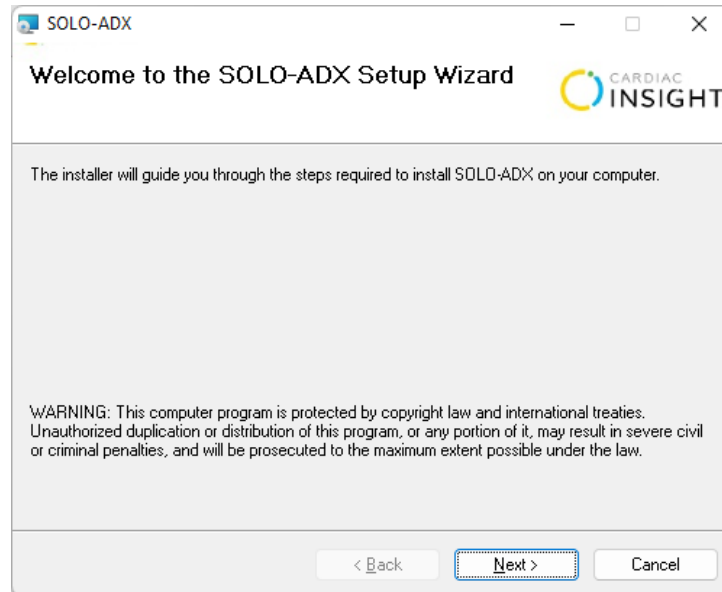 SOLO-ADX
Welcome to the SOLO-ADX Setup Wizard
CARDIAC
INSIGHT
The installer will guide you through the steps required to install SOLO-ADX on your computer.
WARNING: This computer program is protected by copyright law and international treaties.
Unauthorized duplication or distribution of this program, or any portion of it, may result in severe civil
or criminal penalties, and will be prosecuted to the maximum extent possible under the law.
< Back
Next >
Cancel